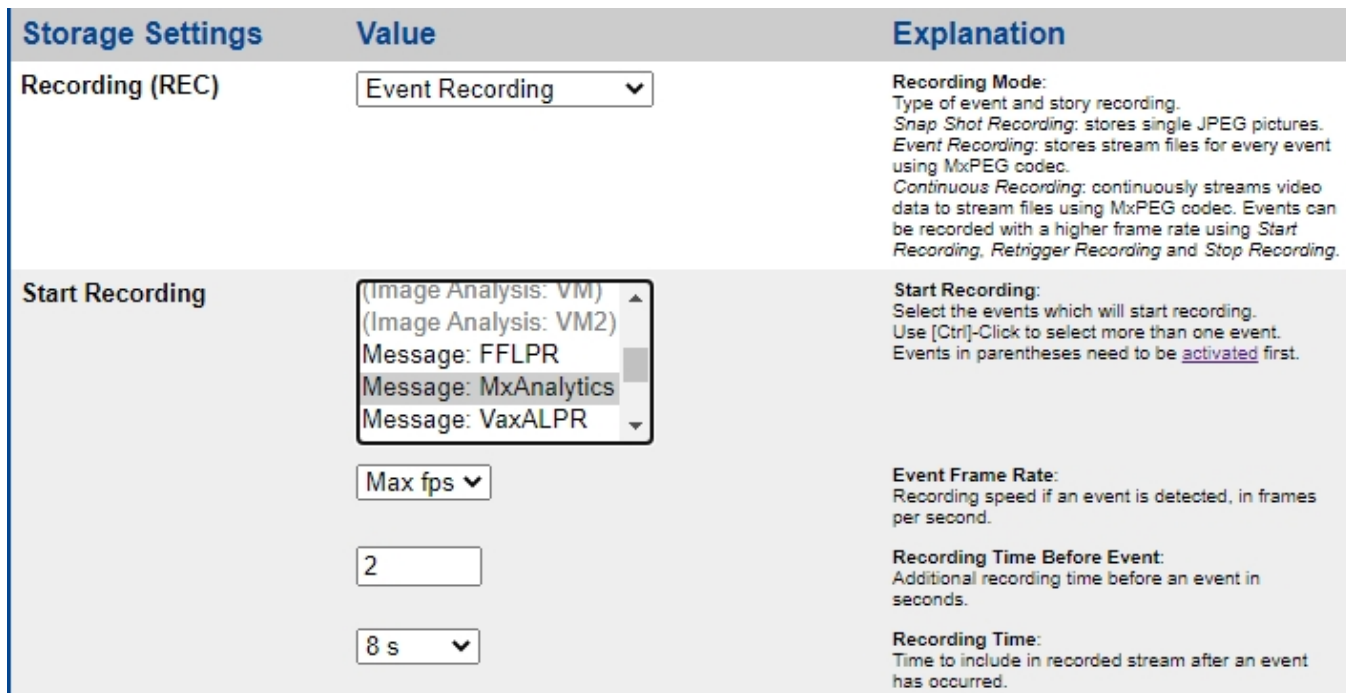 Storage Settings Value Explanation
Recording (REC) Event Recording Recording Mode:
Type of event and story recording.
Snap Shot Recording: stores single JPEG pictures.
Event Recording: stores stream files for every event
using MxPEG codec.
Continuous Recording: continuously streams video
data to stream files using MxPEG codec. Events can
be recorded with a higher frame rate using Start
Recording, Retrigger Recording and Stop Recording.
Start Recording
(Image Analysis: VM)
(Image Analysis: VM2)
Message: FFLPR
Message: MxAnalytics
Message: VaxALPR
Start Recording:
Select the events which will start recording.
Use [Ctrl]-Click to select more than one event.
Events in parentheses need to be activated first.
Max fps
Event Frame Rate:
Recording speed if an event is detected, in frames
per second.
2
Recording Time Before Event:
Additional recording time before an event in
seconds.
8 s
Recording Time:
Time to include in recorded stream after an event
has occurred.